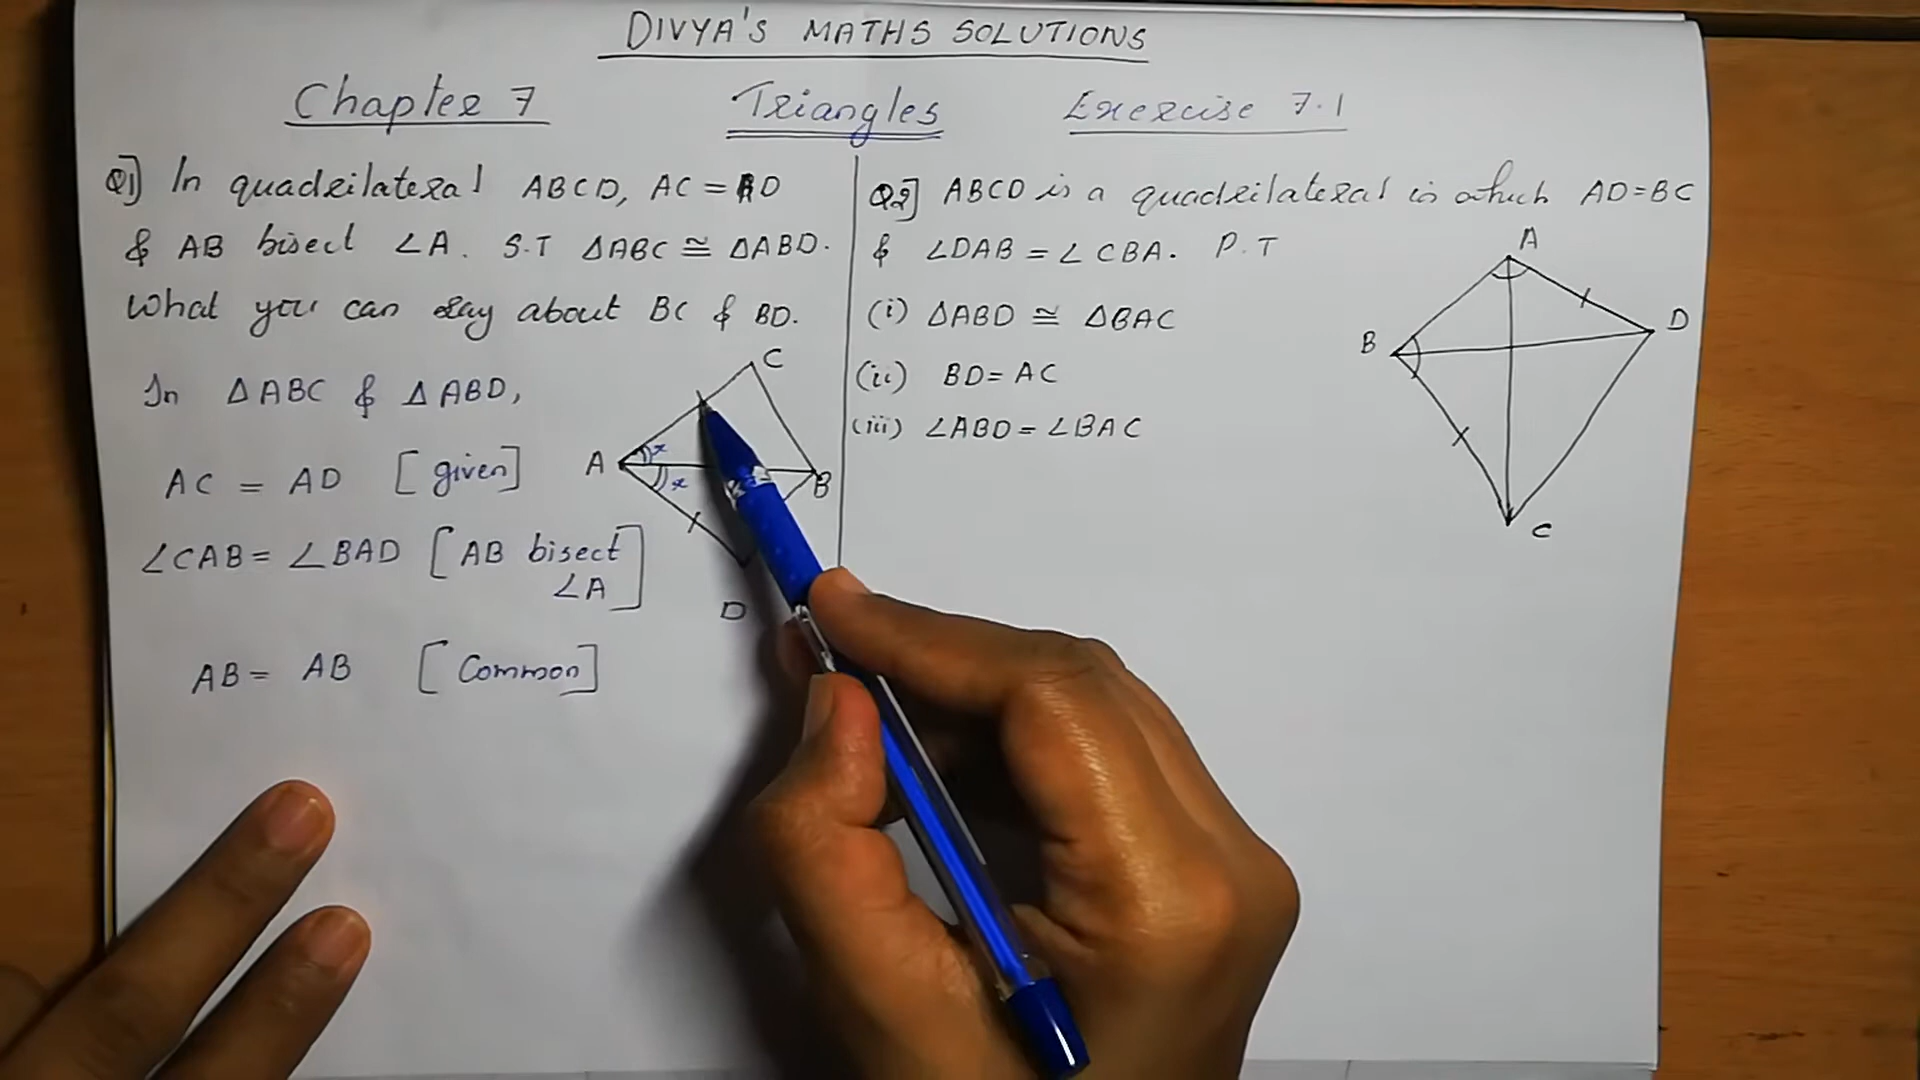 DIVYA'S MATHS SOLUTIONS
Chapter 7 Triangles Exercise 7.1
Q1] In quadrilateral ABCD, AC = AD
& AB bisect ∠A. S.T ΔABC ≅ ΔABD.
What you can say about BC & BD.
In ΔABC & ΔABD,
AC = AD [given]
∠CAB = ∠BAD [AB bisect
∠A]
AB = AB [Common]
C
A
x
x
B
D
Q2] ABCD is a quadrilateral is which AD=BC
& ∠DAB = ∠CBA. P.T
(i) ΔABD ≅ ΔBAC
(ii) BD = AC
(iii) ∠ABD = ∠BAC
A
D
B
C